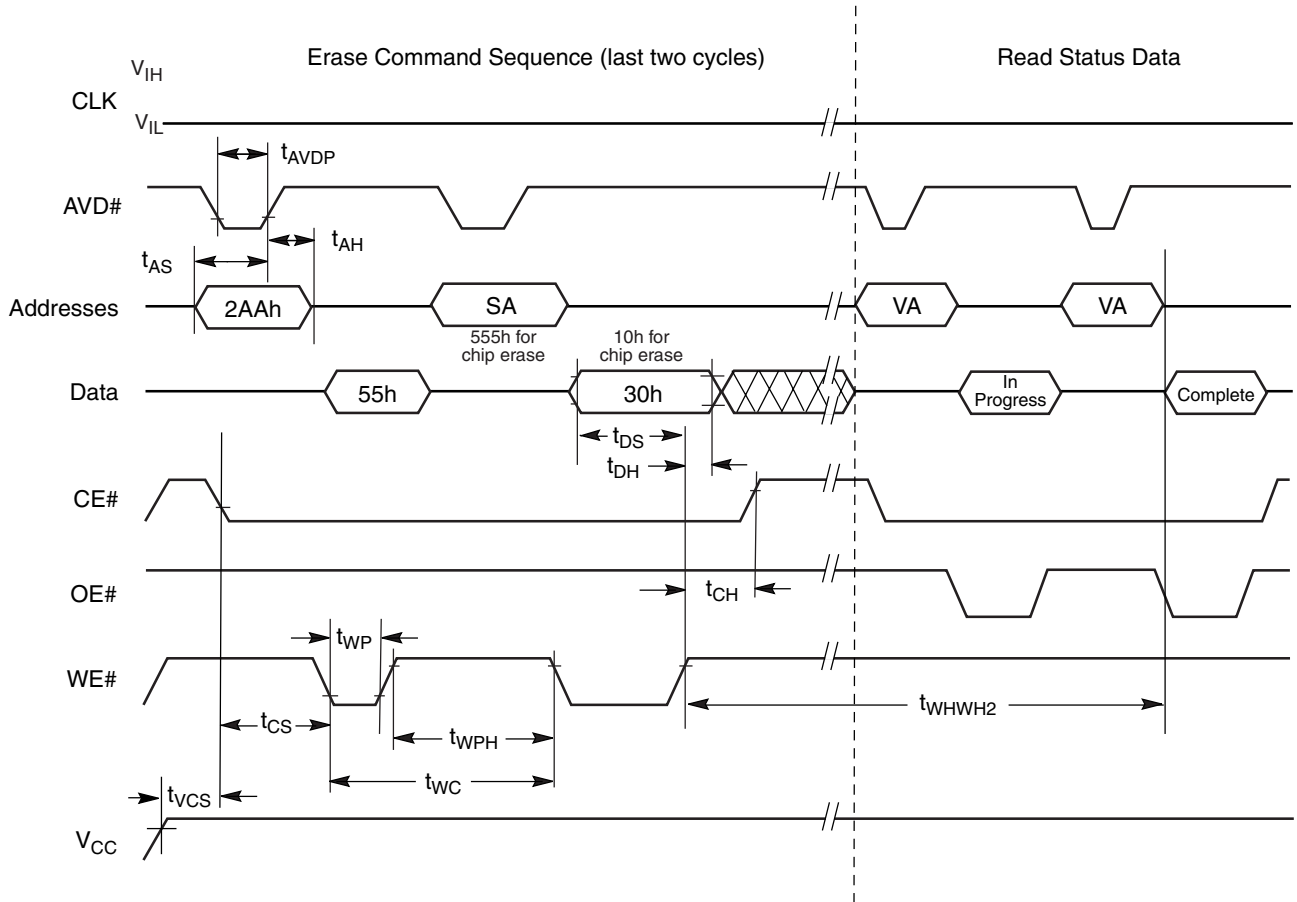 Erase Command Sequence (last two cycles)
Read Status Data
VIH
CLK
VIL
tAVDP
AVD#
tAH
tAS
Addresses
2AAh
SA
VA
VA
555h for
chip erase
10h for
chip erase
Data
55h
30h
In
Progress
Complete
tDS
tDH
CE#
tCH
OE#
tWP
WE#
tCS
tWPH
tWHWH2
tWC
tVCS
VCC